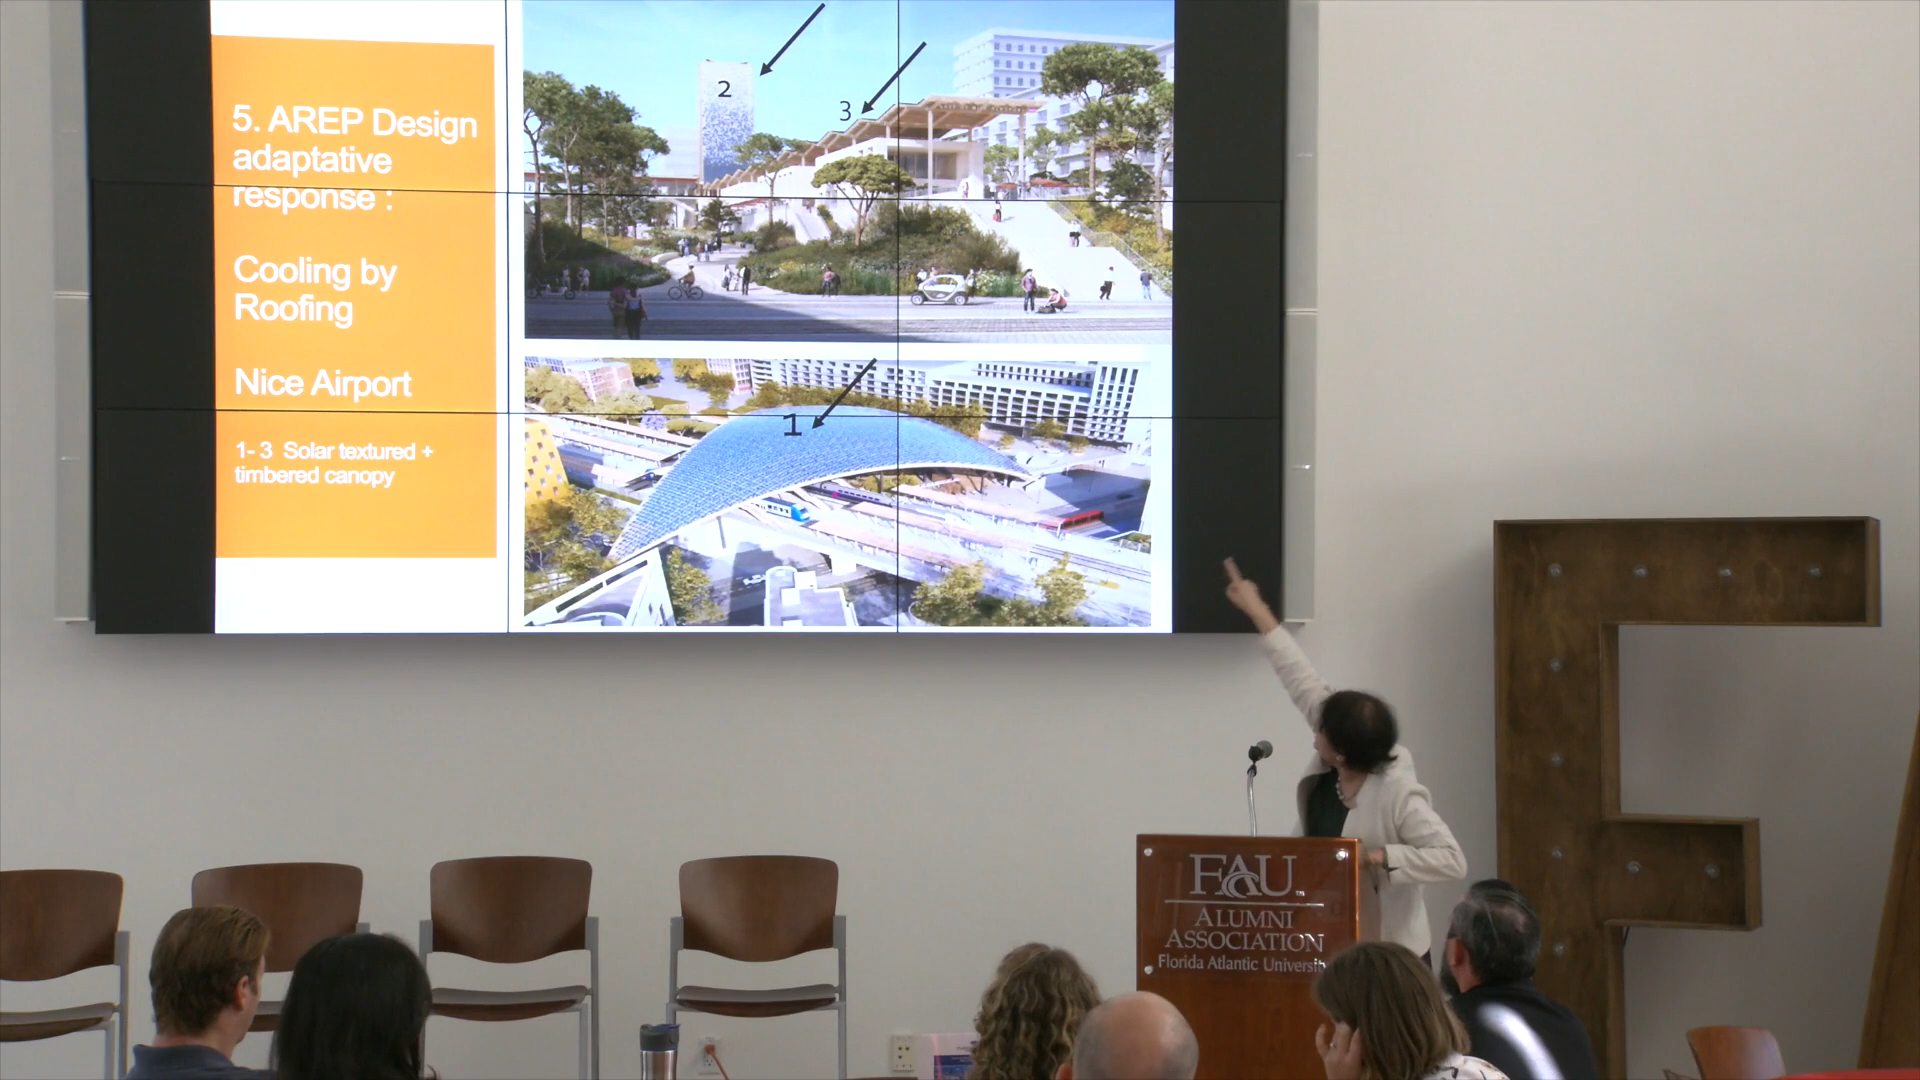 5. AREP Design
adaptative
response :
Cooling by
Roofing
Nice Airport
1- 3 Solar textured +
timbered canopy
2
3
1
FAU
ALUMNI
ASSOCIATION
Florida Atlantic University
F